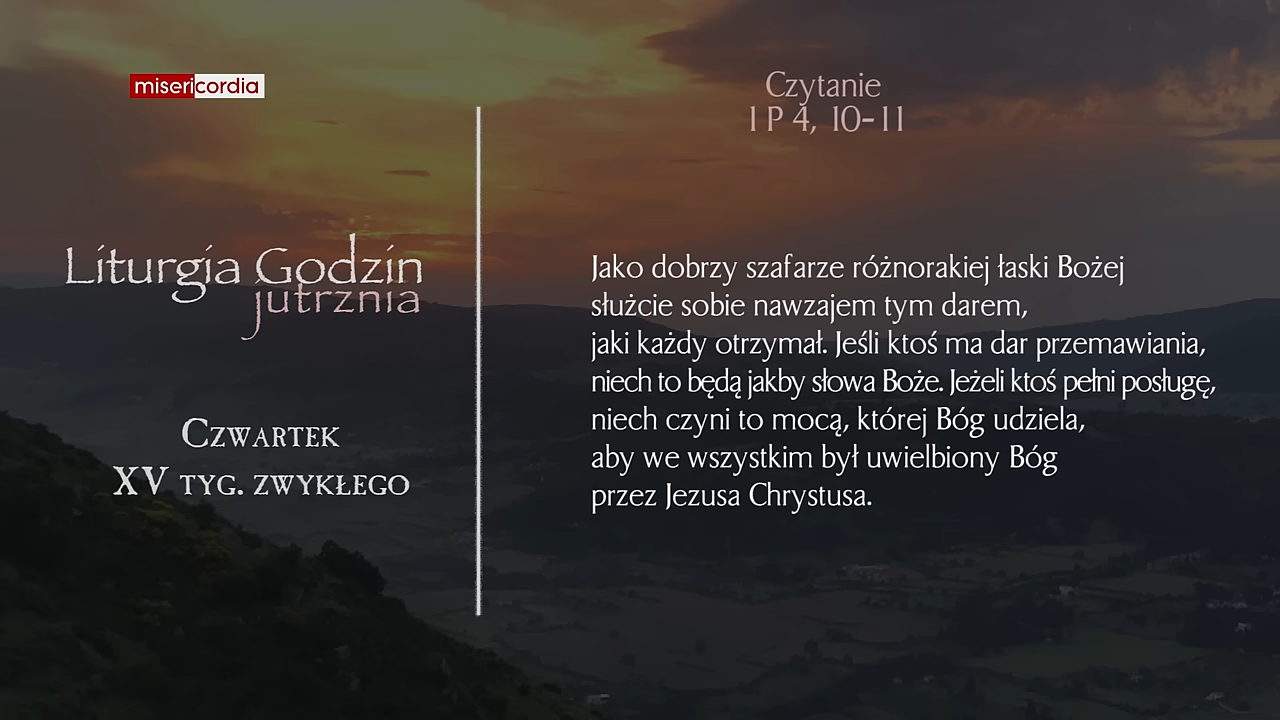 misericordia
Liturgia Godzin
jutrznia
Czwartek
XV tyg. zwykłego
Czytanie
1 P 4, 10-11
Jako dobrzy szafarze różnorakiej łaski Bożej
służcie sobie nawzajem tym darem,
jaki każdy otrzymał. Jeśli ktoś ma dar przemawiania,
niech to będą jakby słowa Boże. Jeżeli ktoś pełni posługę,
niech czyni to mocą, której Bóg udziela,
aby we wszystkim był uwielbiony Bóg
przez Jezusa Chrystusa.